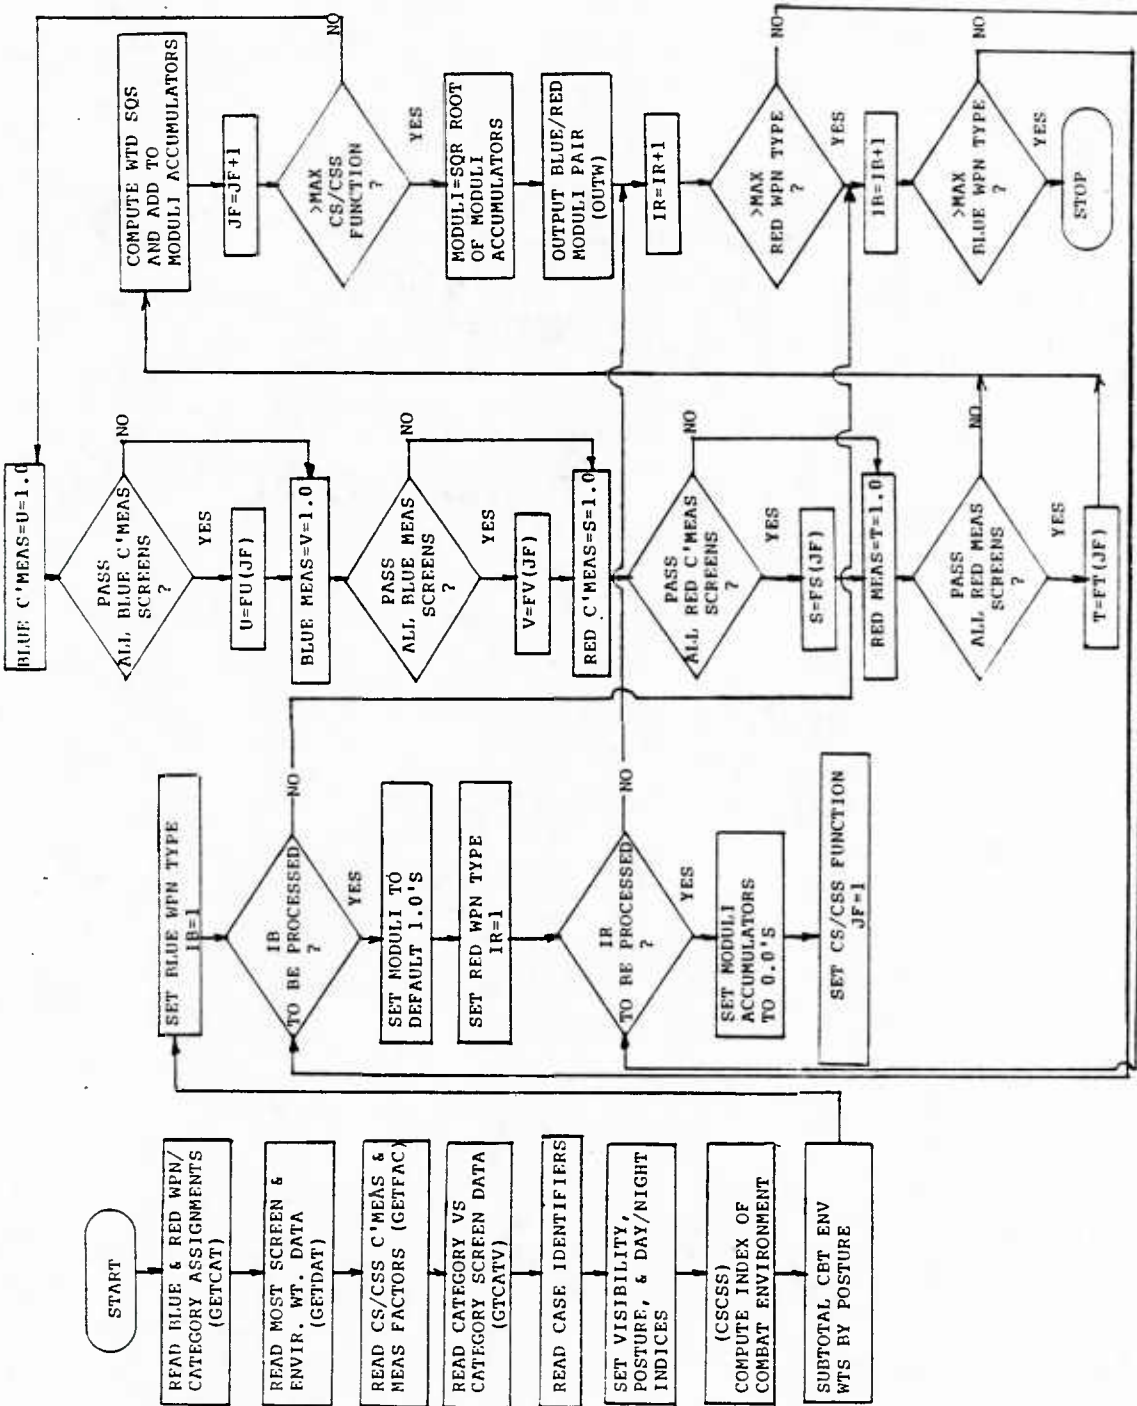 START
READ BLUE & RED WPN/
CATEGORY ASSIGNMENTS
(GETCAT)
READ MOST SCREEN &
ENVIR. WT. DATA
(GETDAT)
READ CS/CSS C'MEAS &
MEAS FACTORS (GETFAC)
READ CATEGORY VS
CATEGORY SCREEN DATA
(GTCATV)
READ CASE IDENTIFIERS
SET VISIBILITY,
POSTURE, & DAY/NIGHT
INDICES
(CSCSS)
COMPUTE INDEX OF
COMBAT ENVIRONMENT
SUBTOTAL CBT ENV
WTS BY POSTURE
SET BLUE WPN TYPE
IB=1
IB
TO BE PROCESSED
?
NO
YES
SET MODULI TO
DEFAULT 1.0'S
SET RED WPN TYPE
IR=1
IR
TO BE PROCESSED
?
NO
YES
SET MODULI
ACCUMULATORS
TO 0.0'S
SET CS/CSS FUNCTION
JF=1
BLUE C'MEAS=U=1.0
PASS
ALL BLUE C'MEAS
SCREENS
?
NO
YES
U=FU(JF)
BLUE MEAS=V=1.0
PASS
ALL BLUE MEAS
SCREENS
?
NO
YES
V=FV(JF)
RED C'MEAS=S=1.0
PASS
ALL RED C'MEAS
SCREENS
?
NO
YES
S=FS(JF)
RED MEAS=T=1.0
PASS
ALL RED MEAS
SCREENS
?
NO
YES
T=FT(JF)
COMPUTE WTD SQS
AND ADD TO
MODULI ACCUMULATORS
JF=JF+1
>MAX
CS/CSS
FUNCTION
?
NO
YES
MODULI=SQR ROOT
OF MODULI
ACCUMULATORS
OUTPUT BLUE/RED
MODULI PAIR
(OUTW)
IR=IR+1
>MAX
RED WPN TYPE
?
NO
YES
IB=IB+1
>MAX
BLUE WPN TYPE
?
NO
YES
STOP